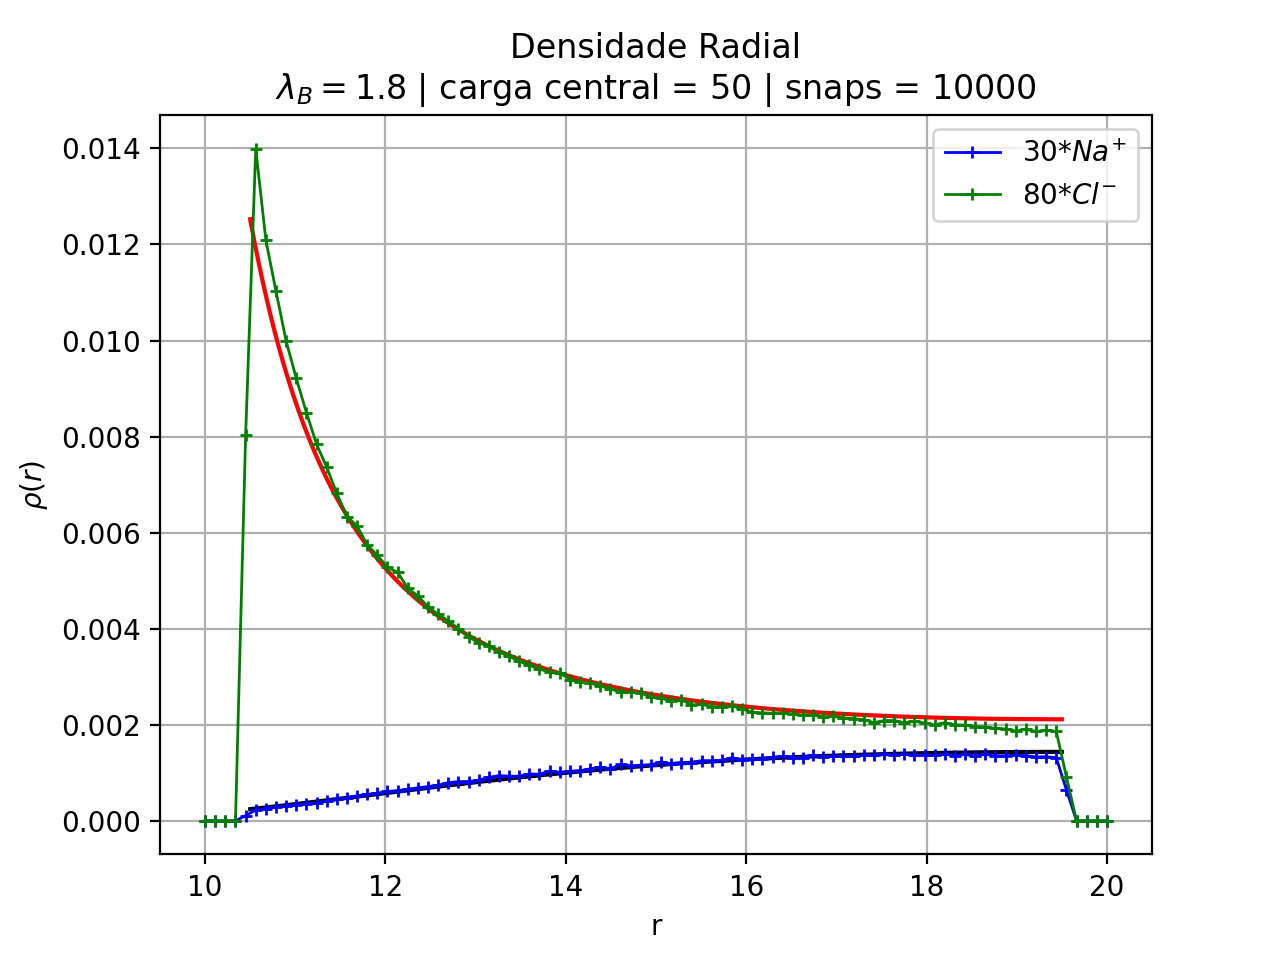 Densidade Radial
λ_B = 1.8 | carga central = 50 | snaps = 10000
30*Na⁺
80*Cl⁻
ρ(r)
0.014
0.012
0.010
0.008
0.006
0.004
0.002
0.000
10 12 14 16 18 20
r